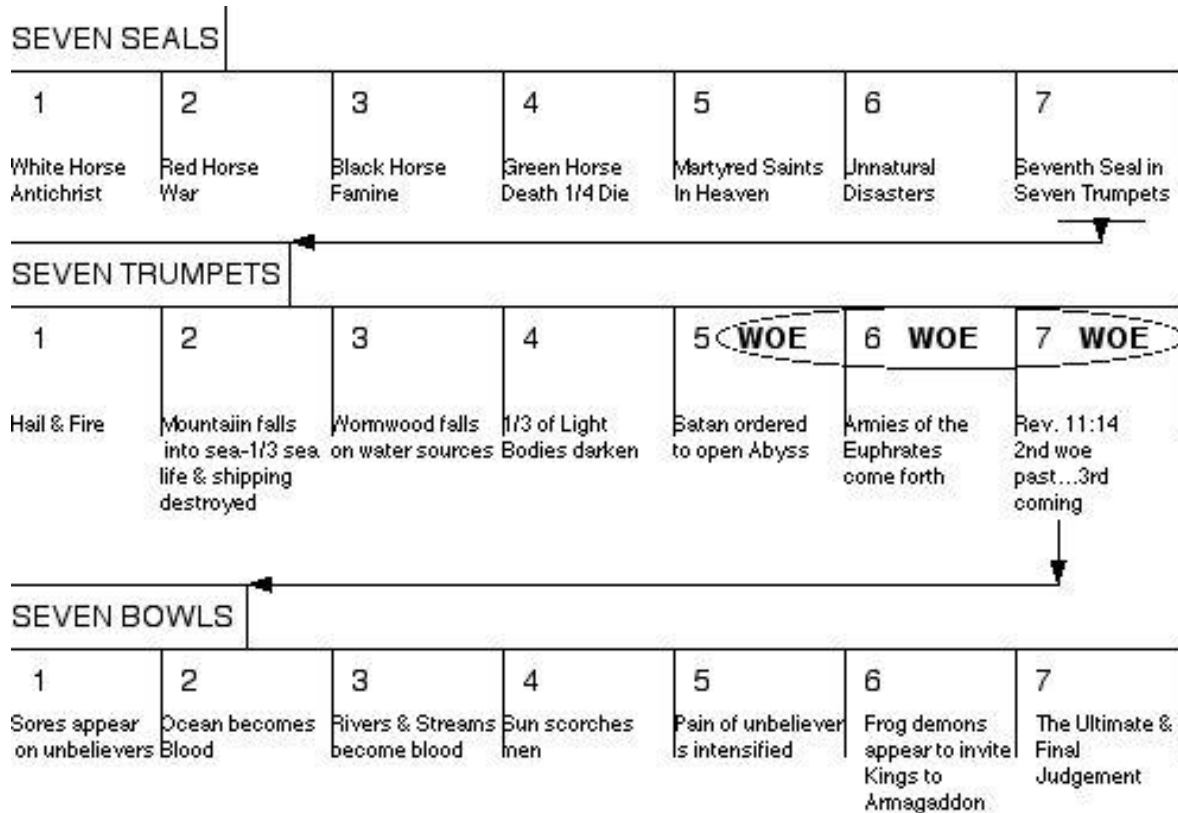 SEVEN SEALS
1
2
3
4
5
6
7
White Horse
Antichrist
Red Horse
War
Black Horse
Famine
Green Horse
Death 1/4 Die
Martyred Saints
In Heaven
Unnatural
Disasters
Seventh Seal in
Seven Trumpets
SEVEN TRUMPETS
1
2
3
4
5 WOE
6 WOE
7 WOE
Hail & Fire
Mountaiin falls
into sea-1/3 sea
life & shipping
destroyed
Wormwood falls
on water sources
1/3 of Light
Bodies darken
Satan ordered
to open Abyss
Armies of the
Euphrates
come forth
Rev. 11:14
2nd woe
past...3rd
coming
SEVEN BOWLS
1
2
3
4
5
6
7
Sores appear
on unbelievers
Ocean becomes
Blood
Rivers & Streams
become blood
Sun scorches
men
Pain of unbeliever
is intensified
Frog demons
appear to invite
Kings to
Armagaddon
The Ultimate &
Final
Judgement